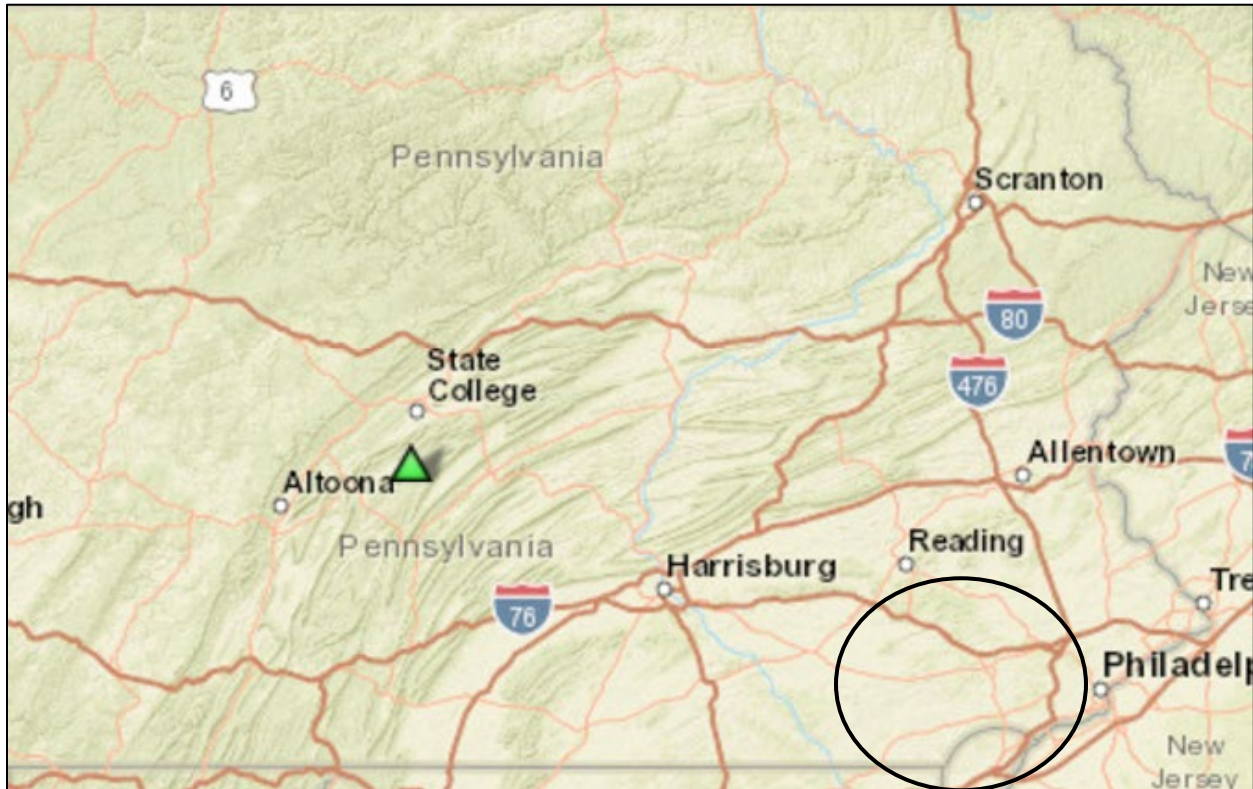 6
Pennsylvania
Scranton
New
Jerse
80
State
College
476
Allentown
7
Altoona
gh
Pennsylvania
Reading
Harrisburg
Tre
76
Philadelp
New
Jersey